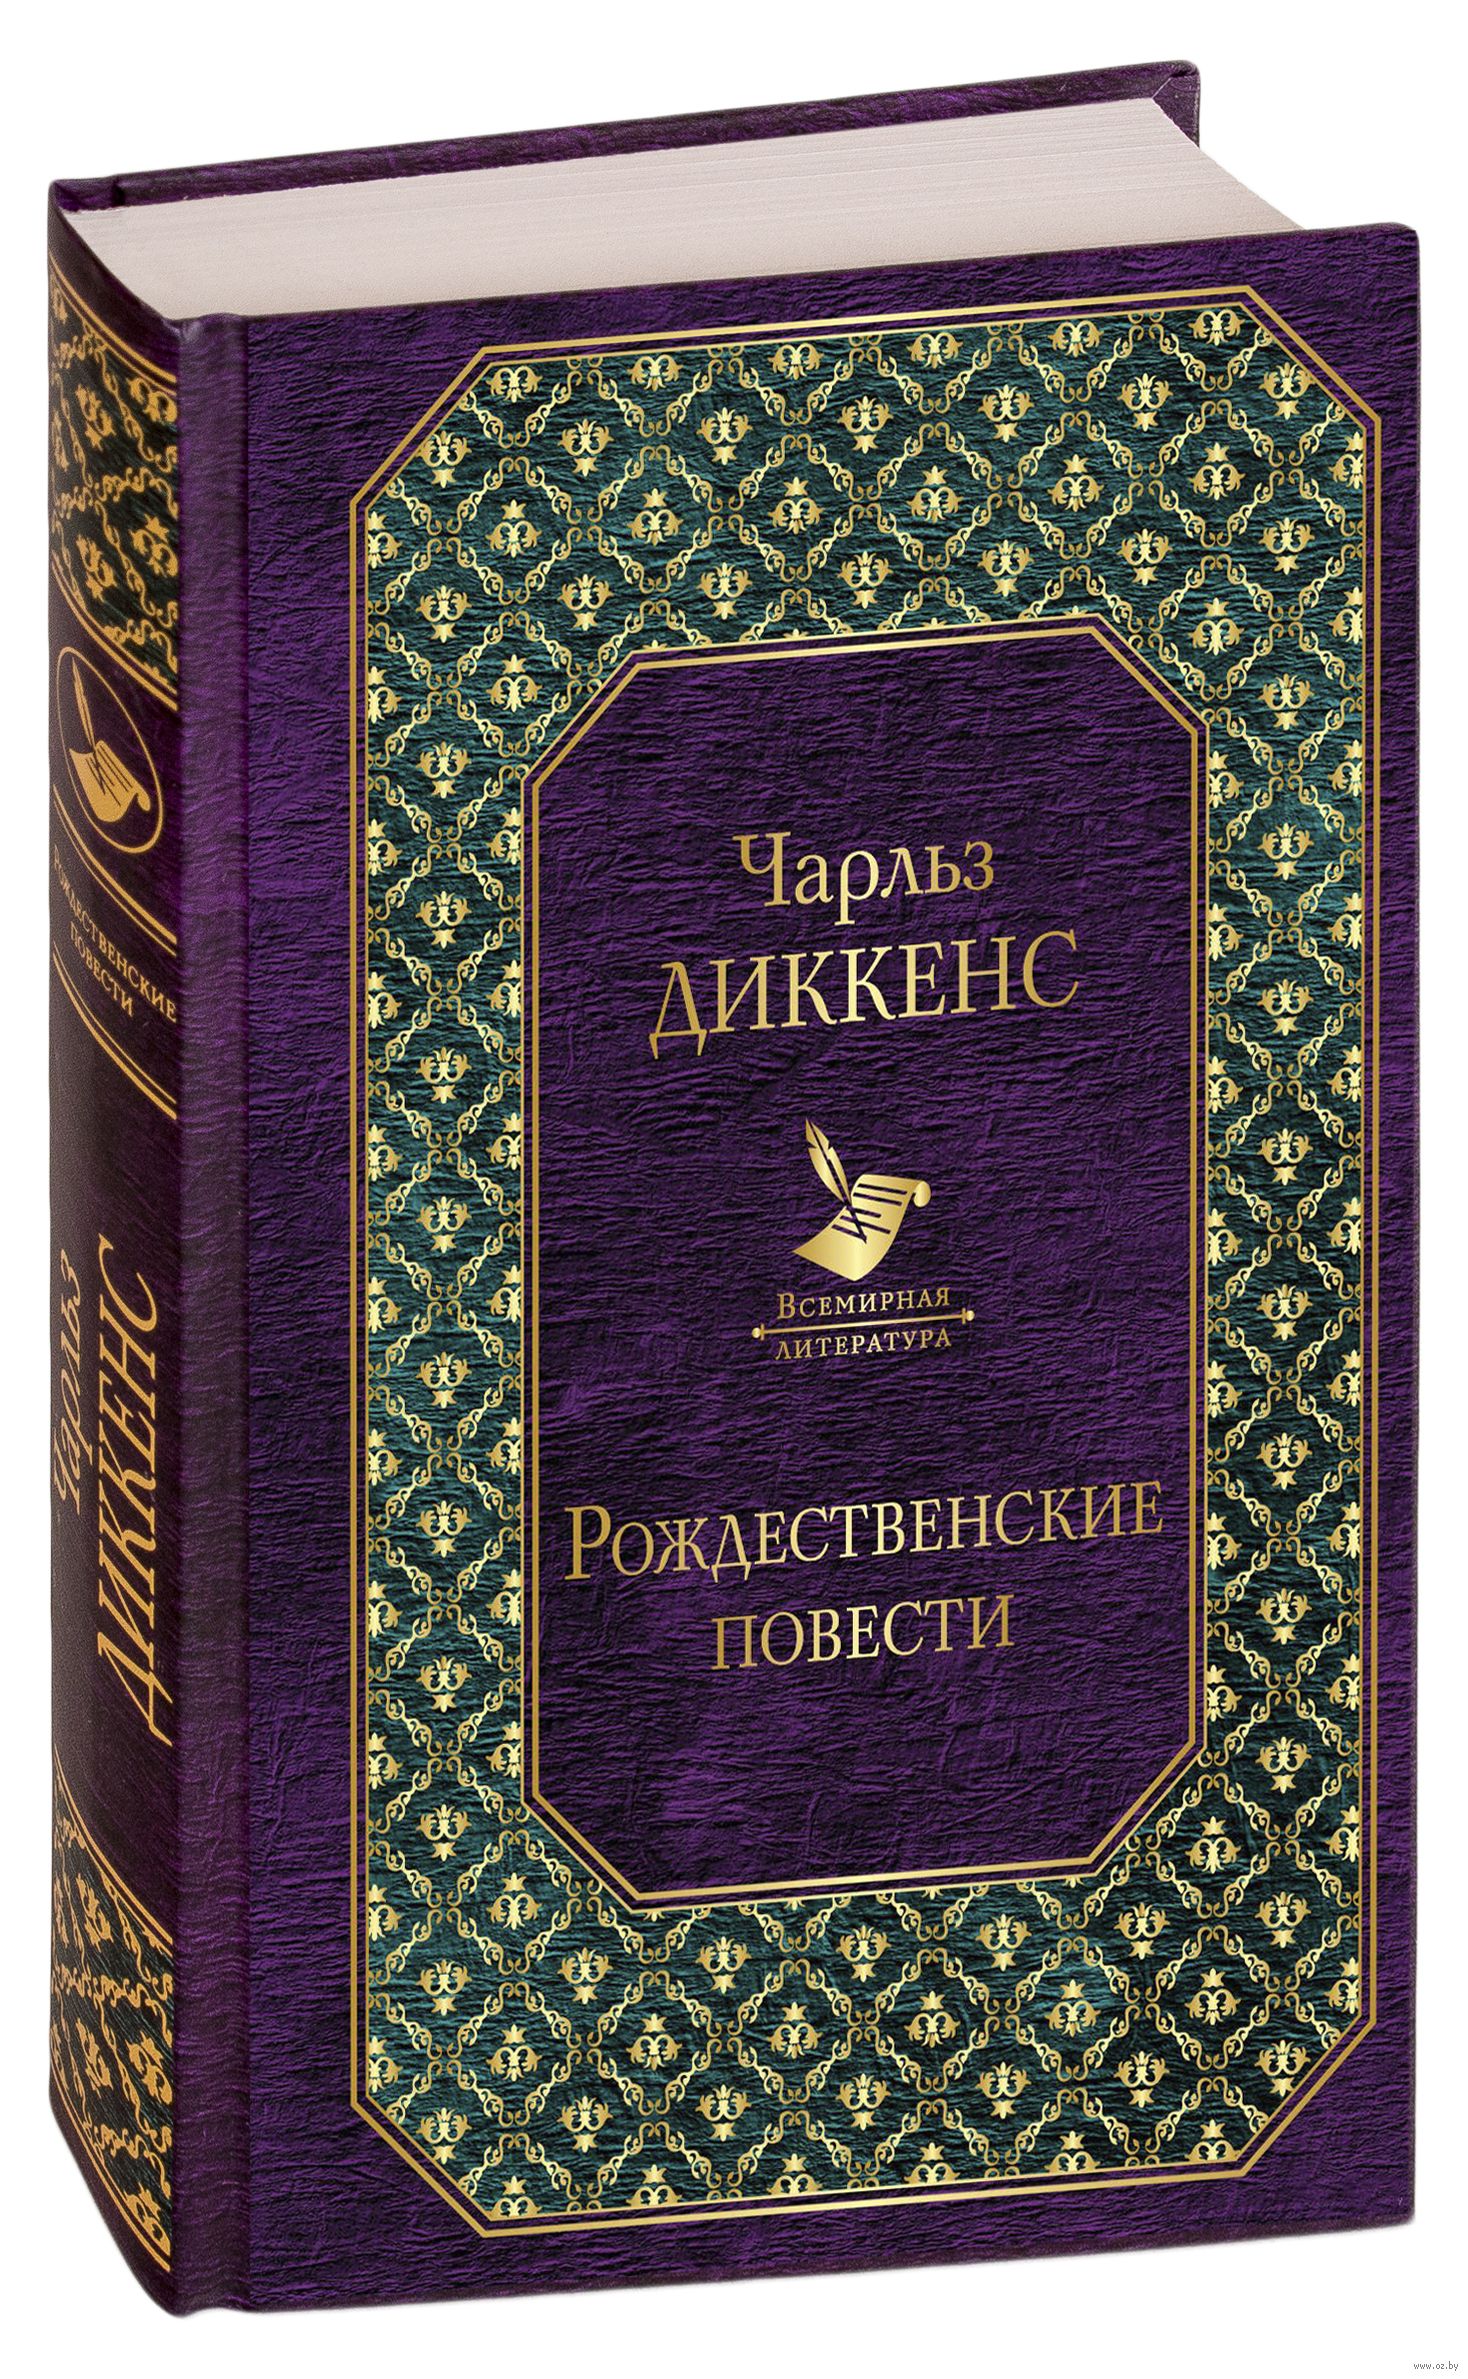 Чарльз
ДИККЕНС
ВСЕМИРНАЯ
ЛИТЕРАТУРА
РОЖДЕСТВЕНСКИЕ
ПОВЕСТИ
РОЖДЕСТВЕНСКИЕ
ПОВЕСТИ
Чарльз
ДИККЕНС
www.oz.by